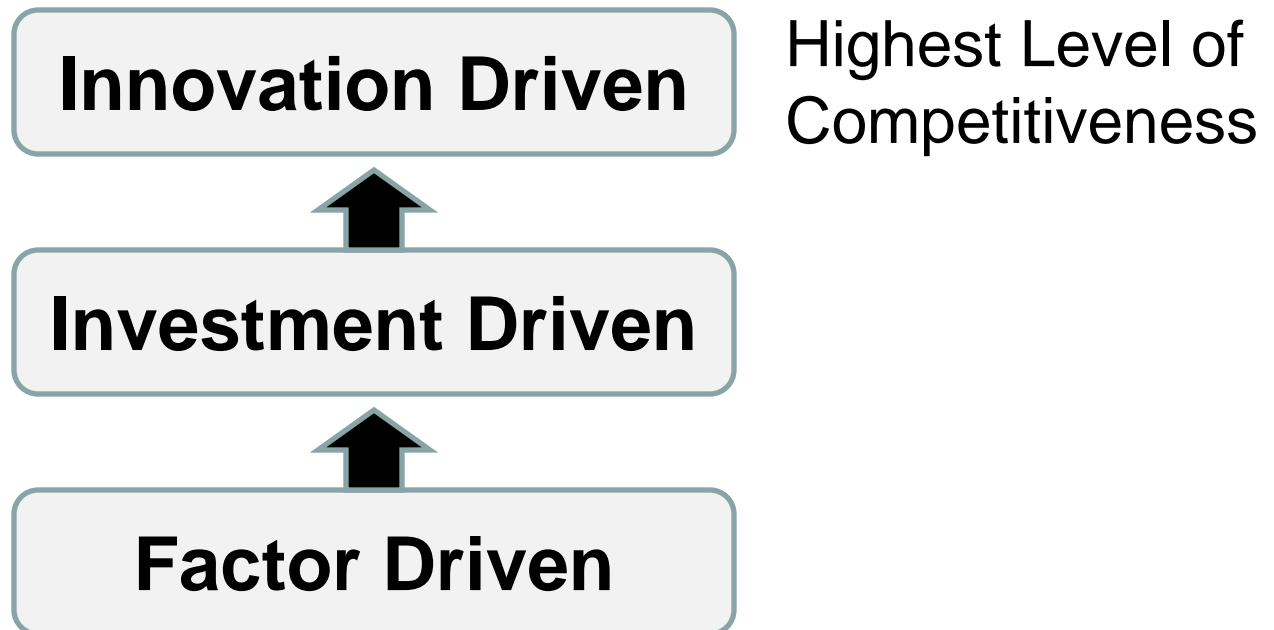 Innovation Driven
Highest Level of
Competitiveness
Investment Driven
Factor Driven